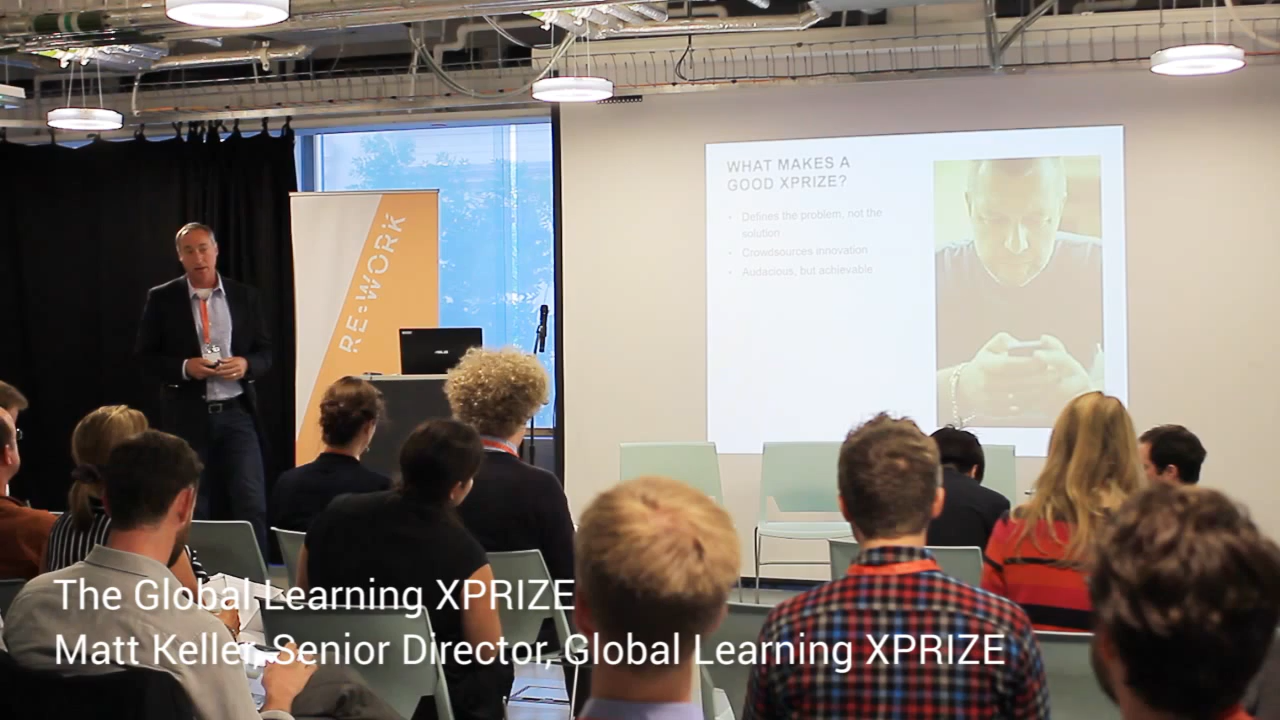 WHAT MAKES A
GOOD XPRIZE?
• Defines the problem, not the
solution
• Crowdsources innovation
• Audacious, but achievable
RE•WORK
ASUS
The Global Learning XPRIZE
Matt Keller, Senior Director, Global Learning XPRIZE